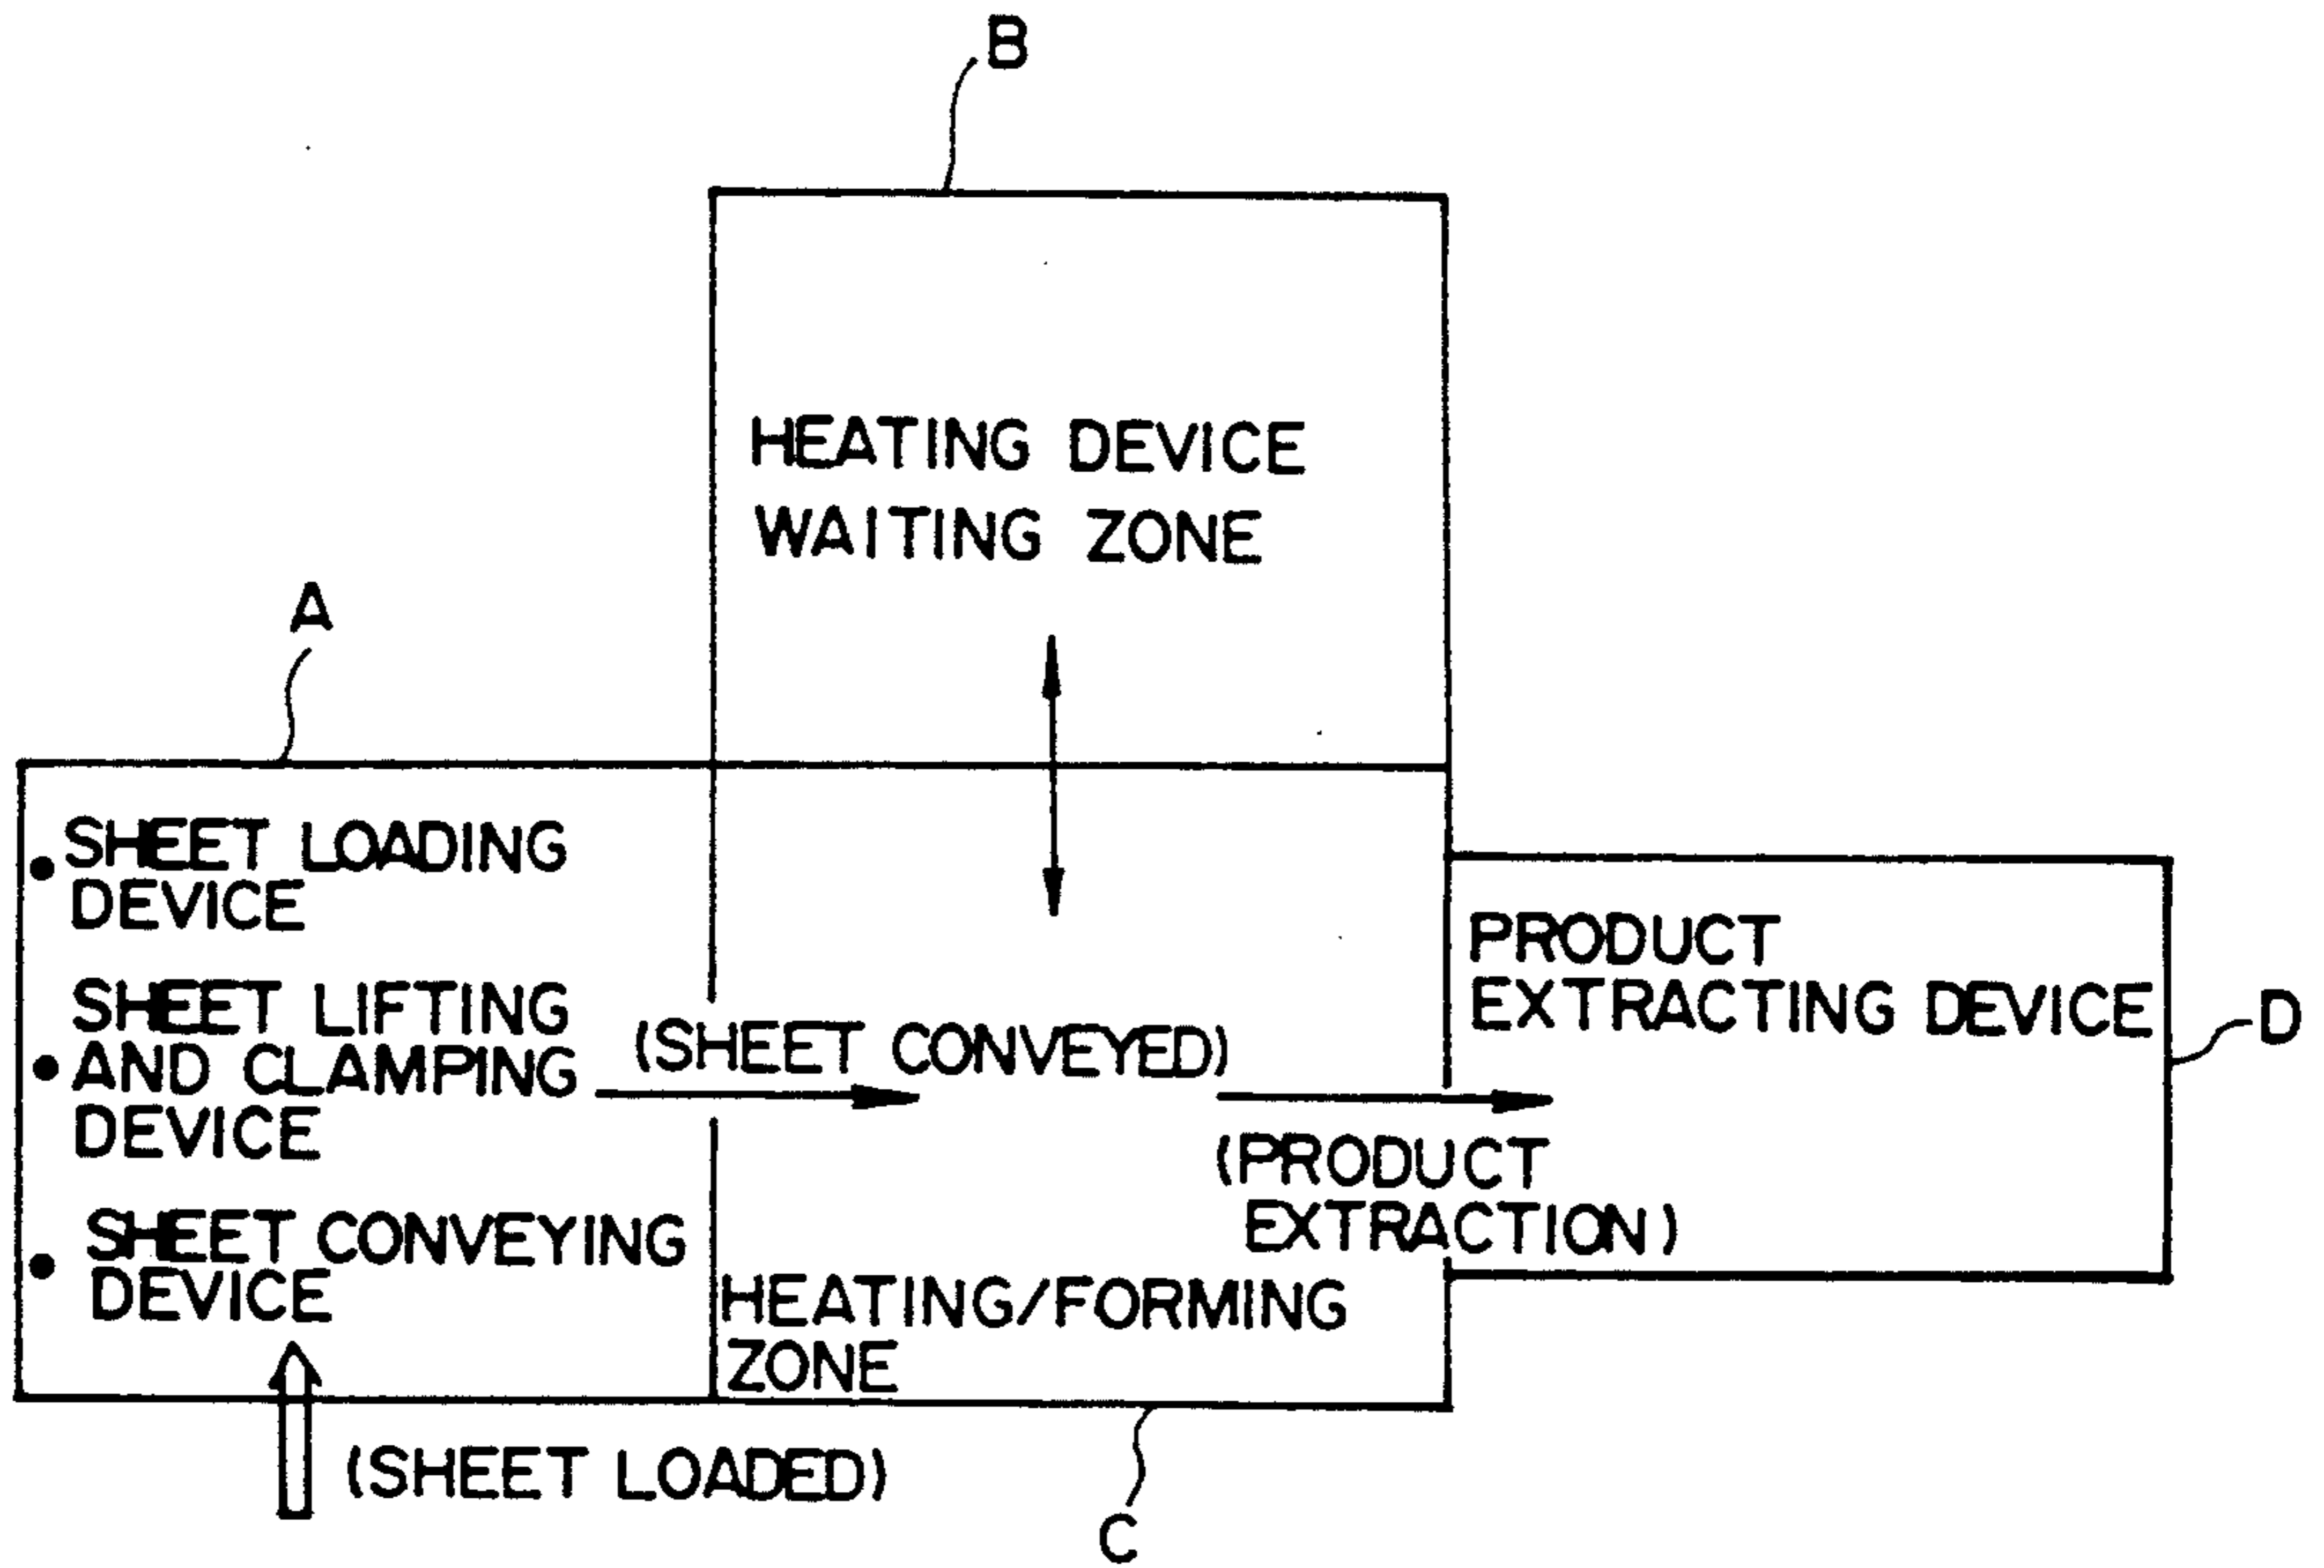 B
HEATING DEVICE
WAITING ZONE
A
SHEET LOADING
DEVICE
SHEET LIFTING
AND CLAMPING
DEVICE
SHEET CONVEYING
DEVICE
(SHEET CONVEYED)
PRODUCT
EXTRACTING DEVICE
D
(PRODUCT
EXTRACTION)
HEATING/FORMING
ZONE
(SHEET LOADED)
C